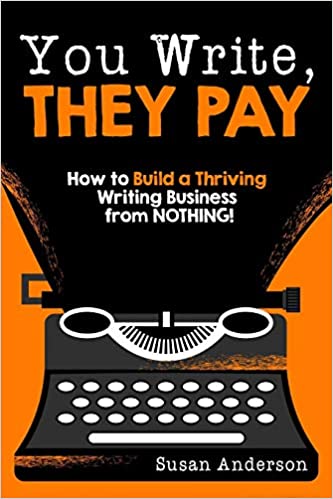 You Write,
THEY PAY
How to Build a Thriving
Writing Business
from NOTHING!
Susan Anderson